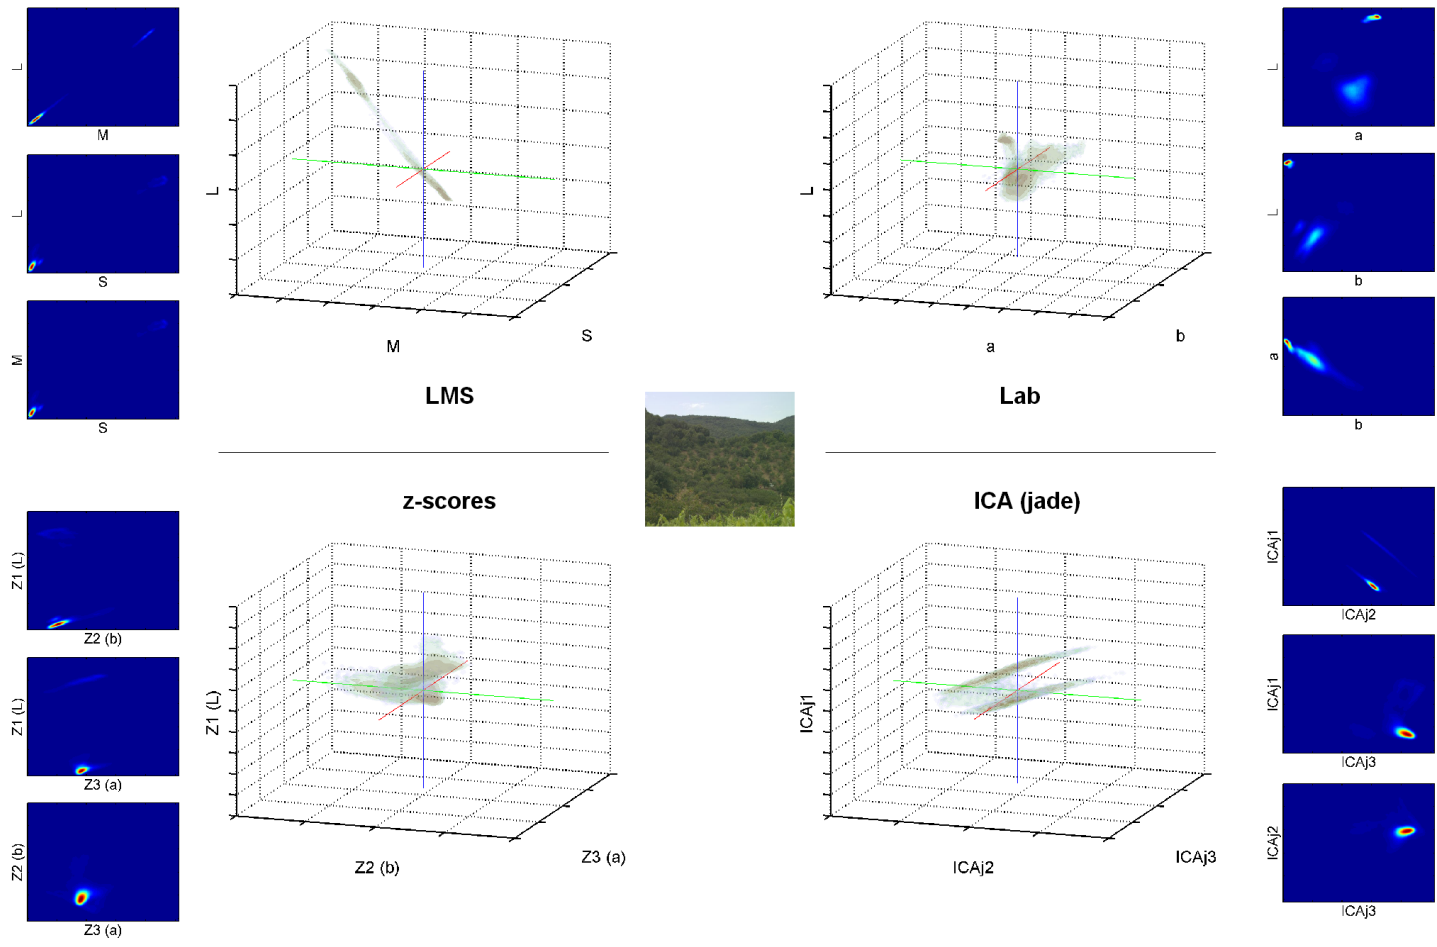 L
M
L
S
M
S
L
M
S
LMS
L
a
b
Lab
L
a
L
b
a
b
z-scores
Z1 (L)
Z2 (b)
Z1 (L)
Z3 (a)
Z2 (b)
Z3 (a)
Z1 (L)
Z2 (b)
Z3 (a)
ICA (jade)
ICAj1
ICAj2
ICAj3
ICAj1
ICAj2
ICAj1
ICAj3
ICAj2
ICAj3